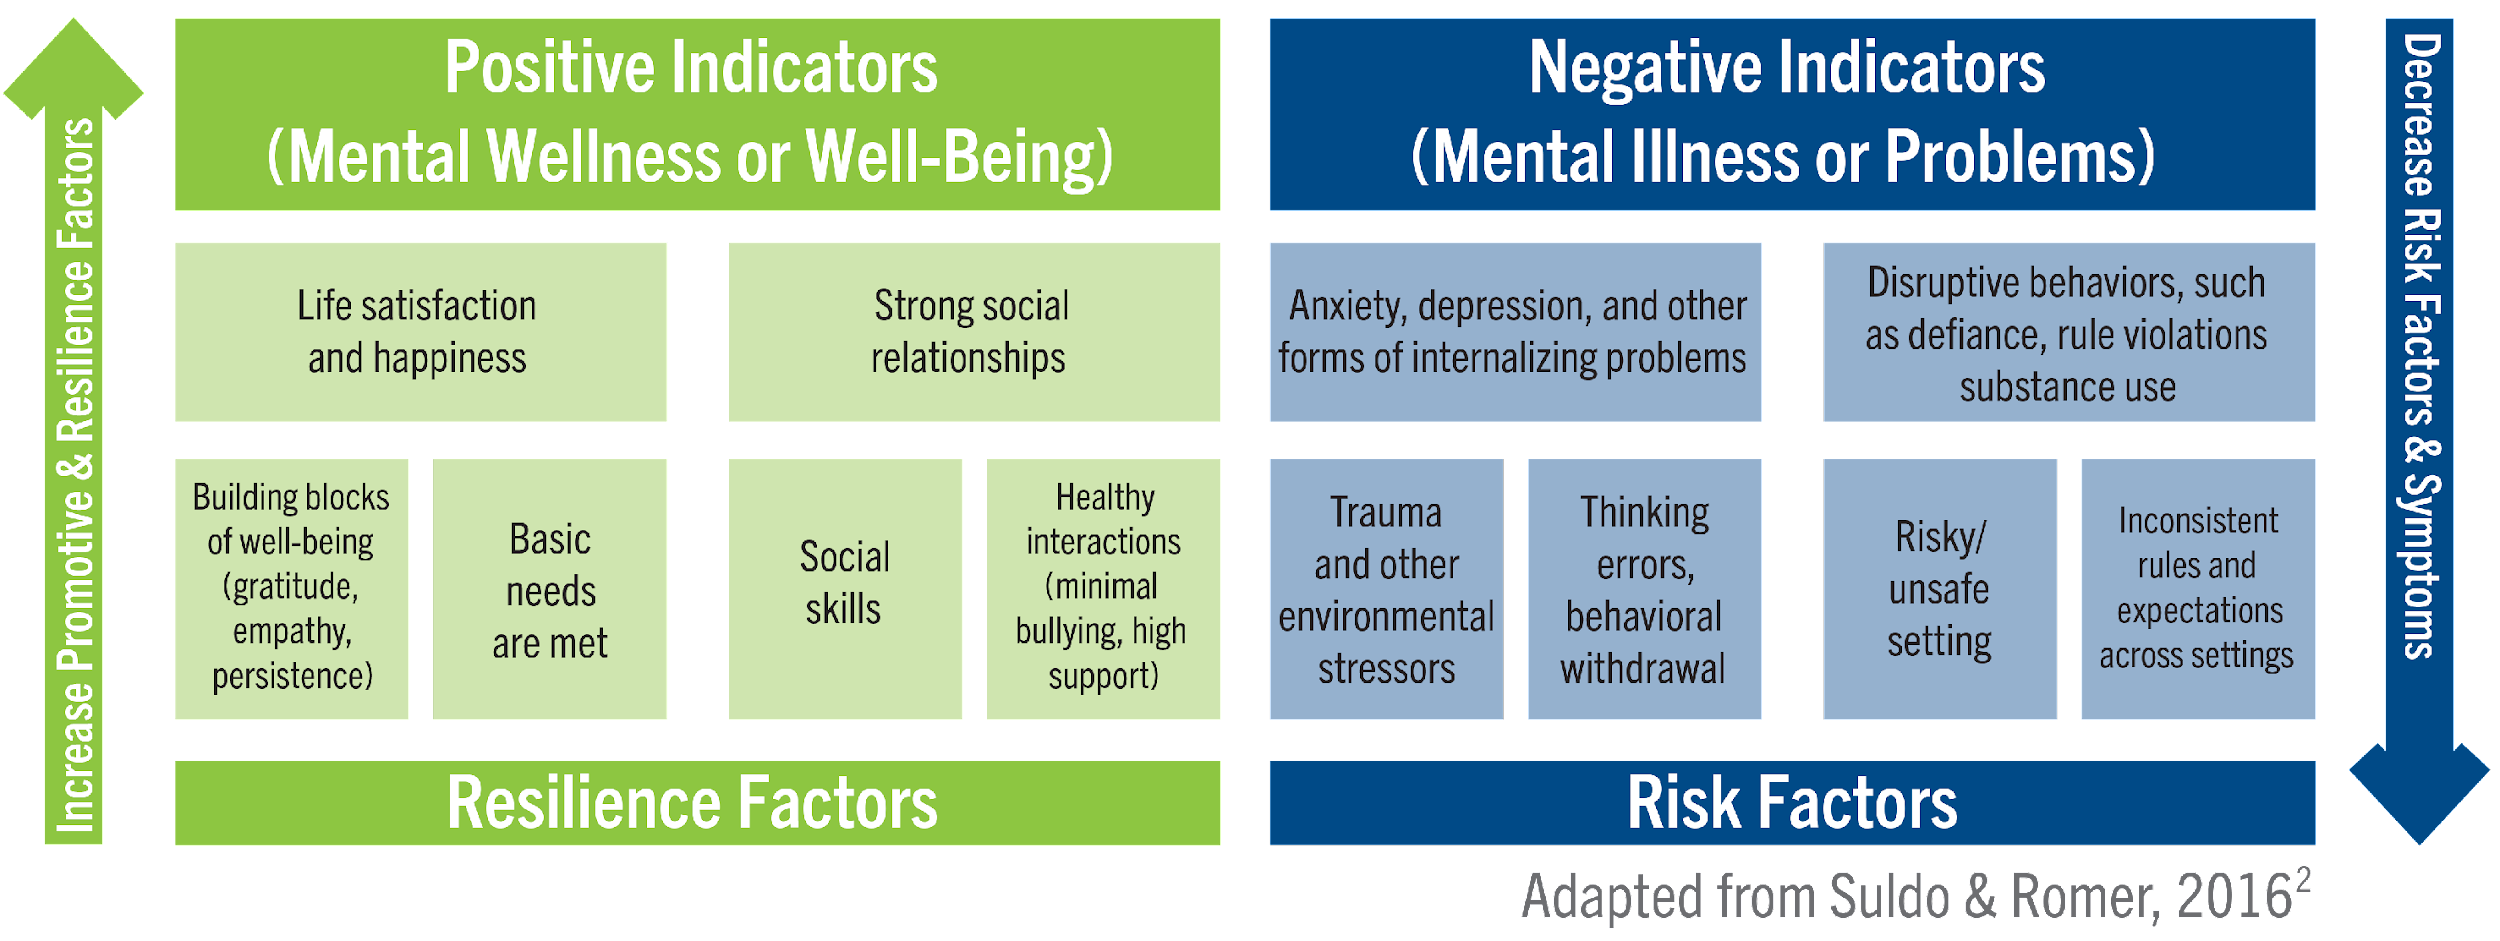 Increase Promotive & Resilience Factors
Positive Indicators
(Mental Wellness or Well-Being)
Life satisfaction
and happiness
Strong social
relationships
Building blocks
of well-being
(gratitude,
empathy,
persistence)
Basic
needs
are met
Social
skills
Healthy
interactions
(minimal
bullying, high
support)
Resilience Factors
Negative Indicators
(Mental Illness or Problems)
Anxiety, depression, and other
forms of internalizing problems
Disruptive behaviors, such
as defiance, rule violations
substance use
Trauma
and other
environmental
stressors
Thinking
errors,
behavioral
withdrawal
Risky/
unsafe
setting
Inconsistent
rules and
expectations
across settings
Risk Factors
Decrease Risk Factors & Symptoms
Adapted from Suldo & Romer, 2016²